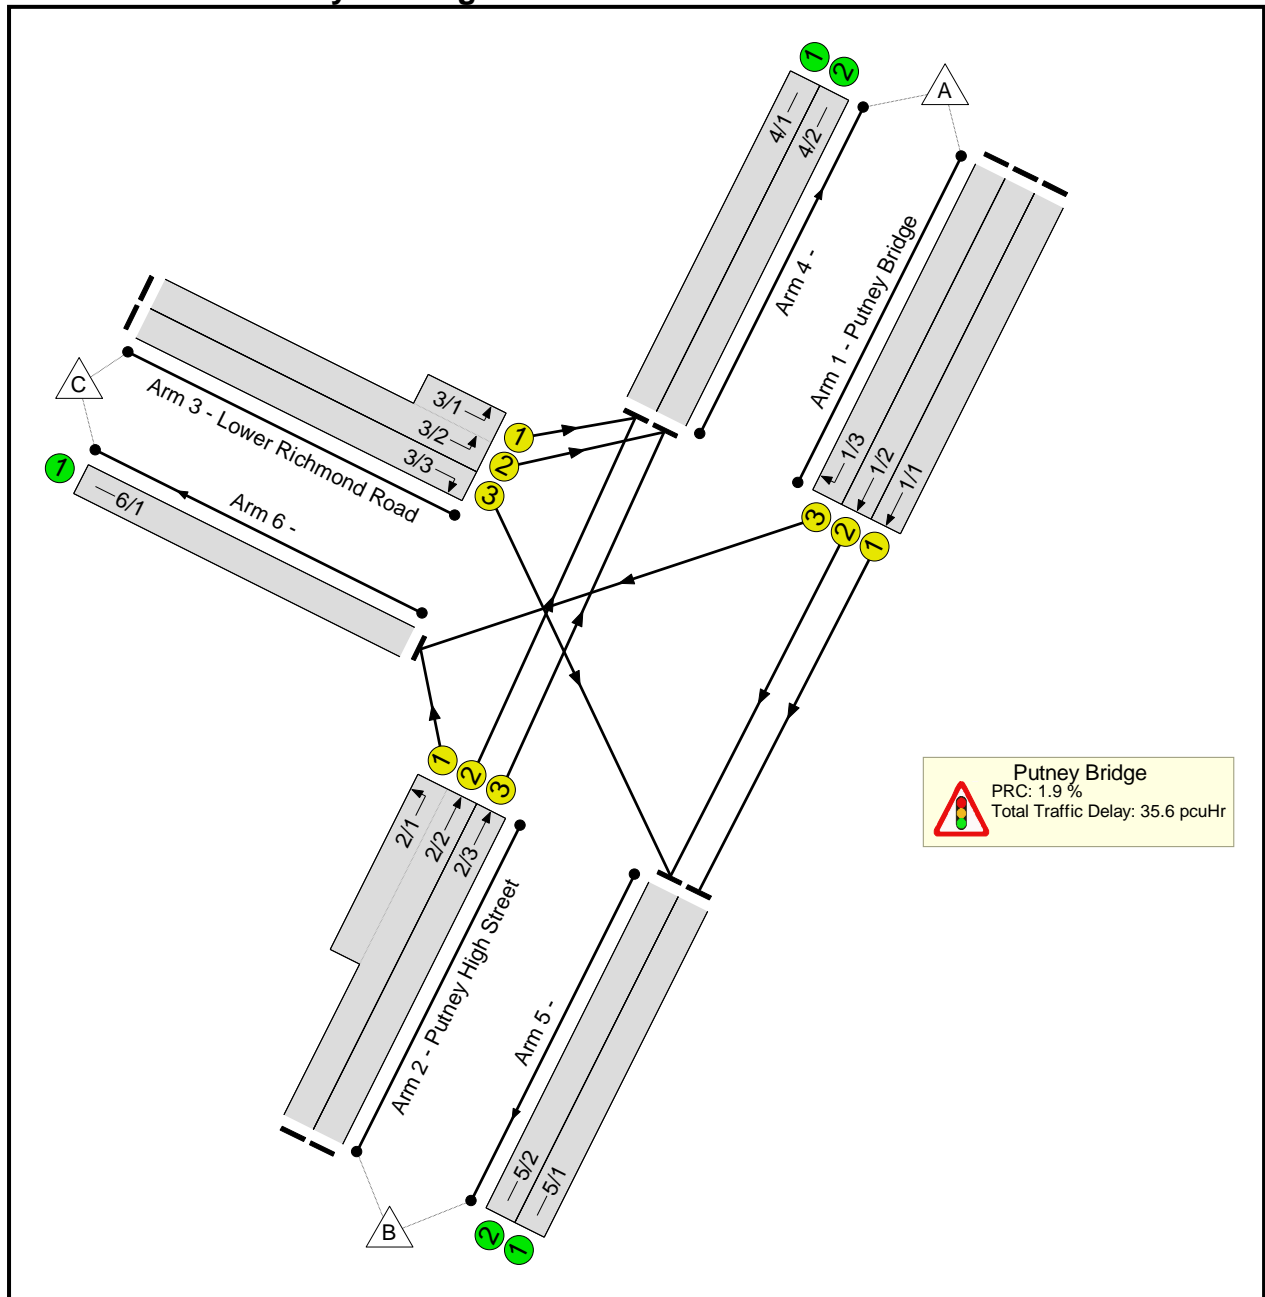 1
2
A
4/1
4/2
Arm 4 -
Arm 1 - Putney Bridge
1/3
1/2
1/1
3
2
1
C
Arm 3 - Lower Richmond Road
3/1
3/2
3/3
1
2
3
1
6/1
Arm 6 -
1
2
3
2/1
2/2
2/3
Arm 2 - Putney High Street
Putney Bridge
PRC: 1.9 %
Total Traffic Delay: 35.6 pcuHr
Arm 5 -
5/2
5/1
B
2
1